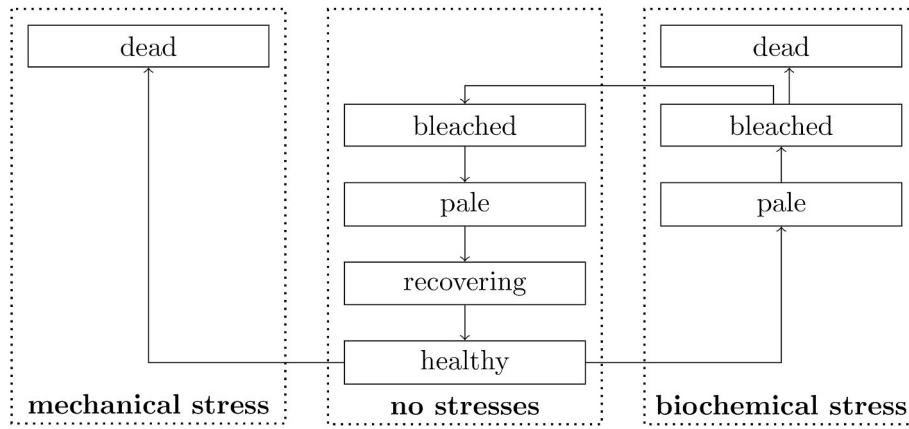 dead
mechanical stress
bleached
pale
recovering
healthy
no stresses
dead
bleached
pale
biochemical stress